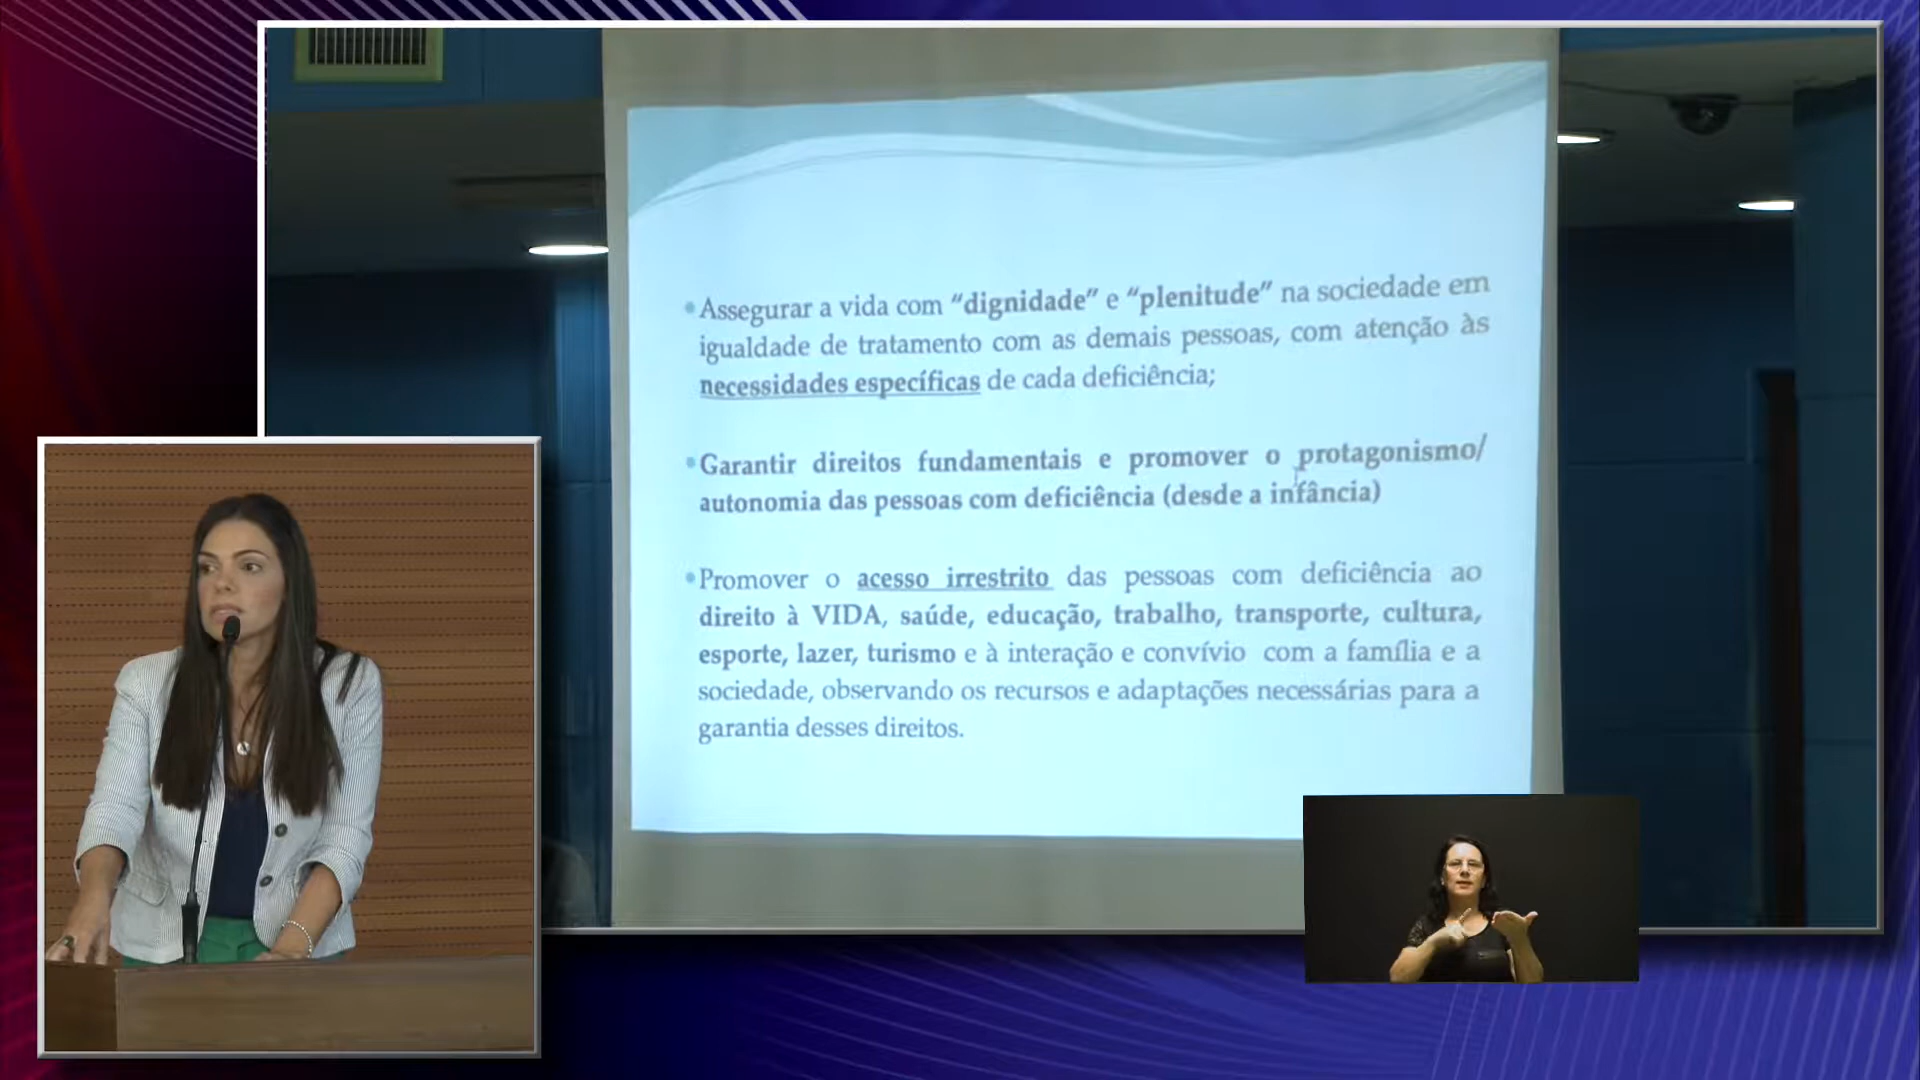 Assegurar a vida com “dignidade” e “plenitude” na sociedade em
igualdade de tratamento com as demais pessoas, com atenção às
necessidades específicas de cada deficiência;
Garantir direitos fundamentais e promover o protagonismo/
autonomia das pessoas com deficiência (desde a infância)
Promover o acesso irrestrito das pessoas com deficiência ao
direito à VIDA, saúde, educação, trabalho, transporte, cultura,
esporte, lazer, turismo e à interação e convívio com a família e a
sociedade, observando os recursos e adaptações necessárias para a
garantia desses direitos.